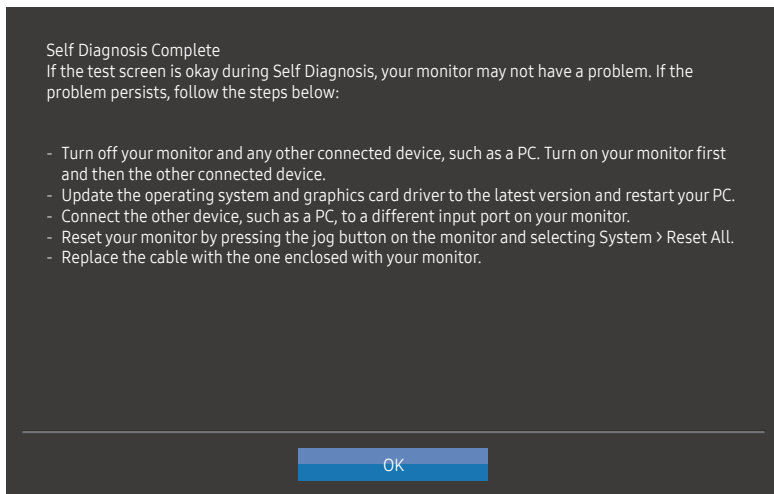 Self Diagnosis Complete
If the test screen is okay during Self Diagnosis, your monitor may not have a problem. If the
problem persists, follow the steps below:
- Turn off your monitor and any other connected device, such as a PC. Turn on your monitor first
and then the other connected device.
- Update the operating system and graphics card driver to the latest version and restart your PC.
- Connect the other device, such as a PC, to a different input port on your monitor.
- Reset your monitor by pressing the jog button on the monitor and selecting System > Reset All.
- Replace the cable with the one enclosed with your monitor.
OK